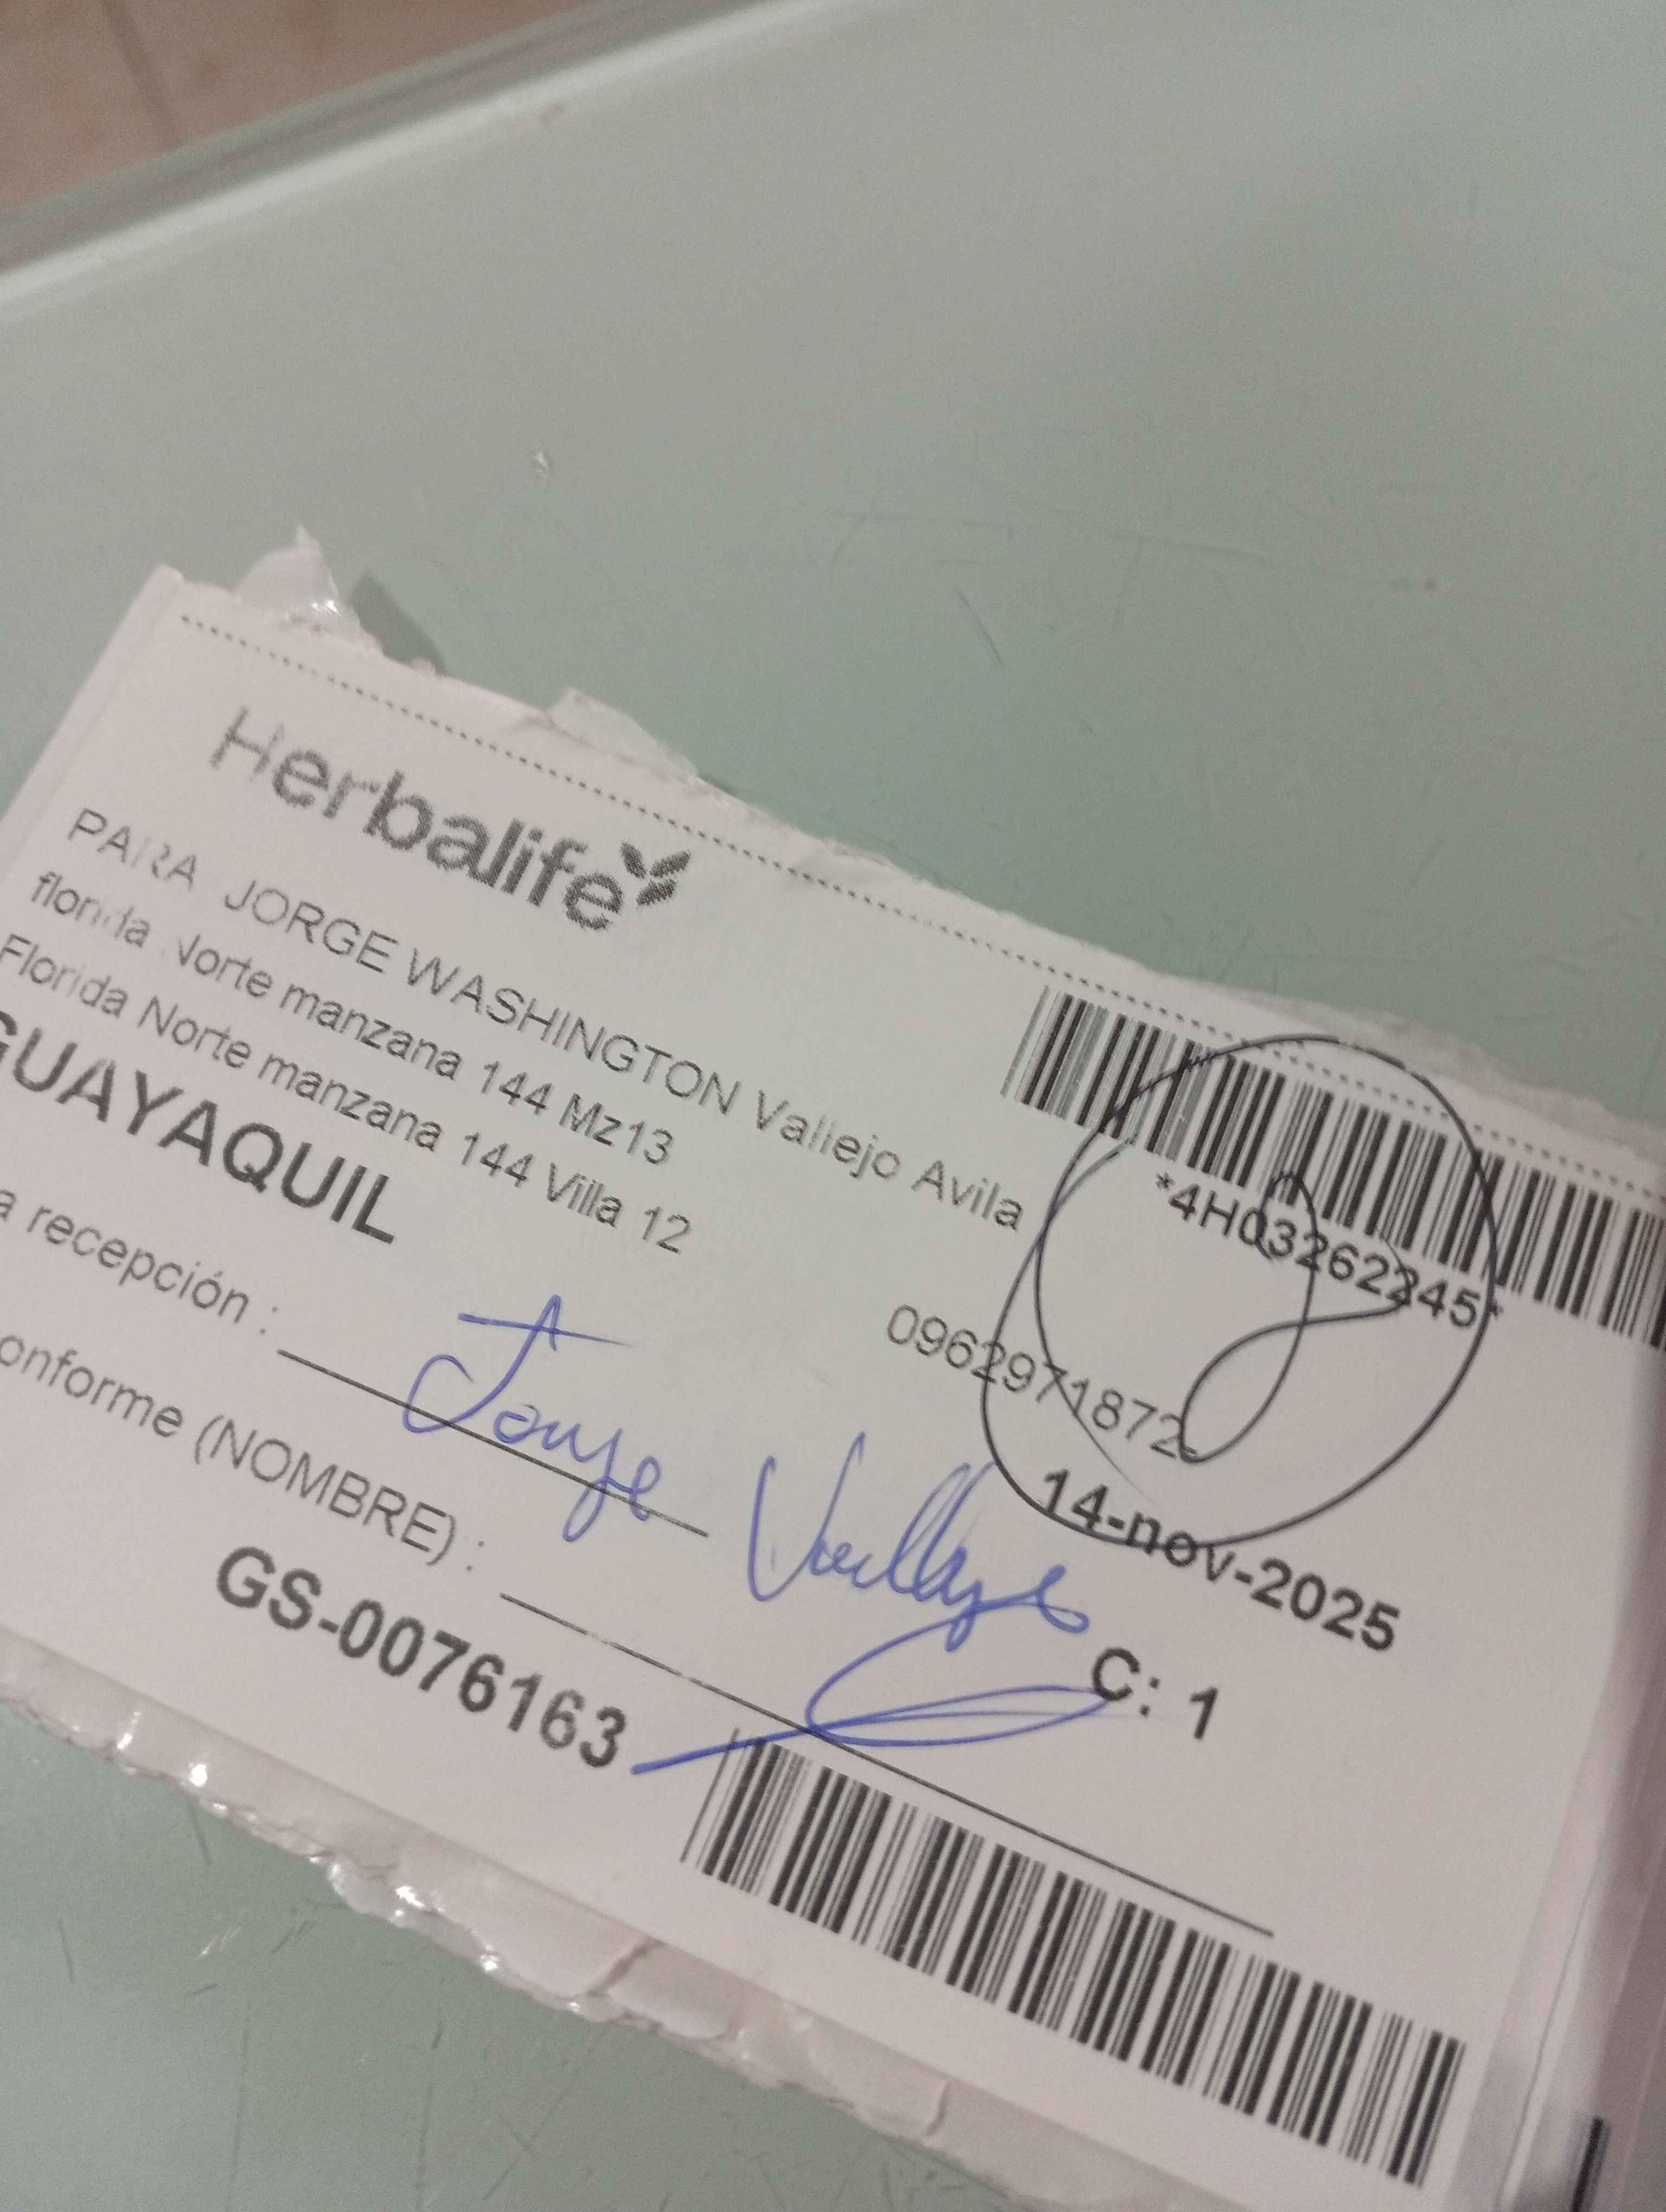 Herbalife
PARA JORGE WASHINGTON Vallejo Avila
florida Norte manzana 144 Mz13
Florida Norte manzana 144 Villa 12
GUAYAQUIL
*4H03262245*
0962971872-
14-nov-2025
a recepción :
Jorge Vallejo
onforme (NOMBRE) :
C: 1
GS-0076163